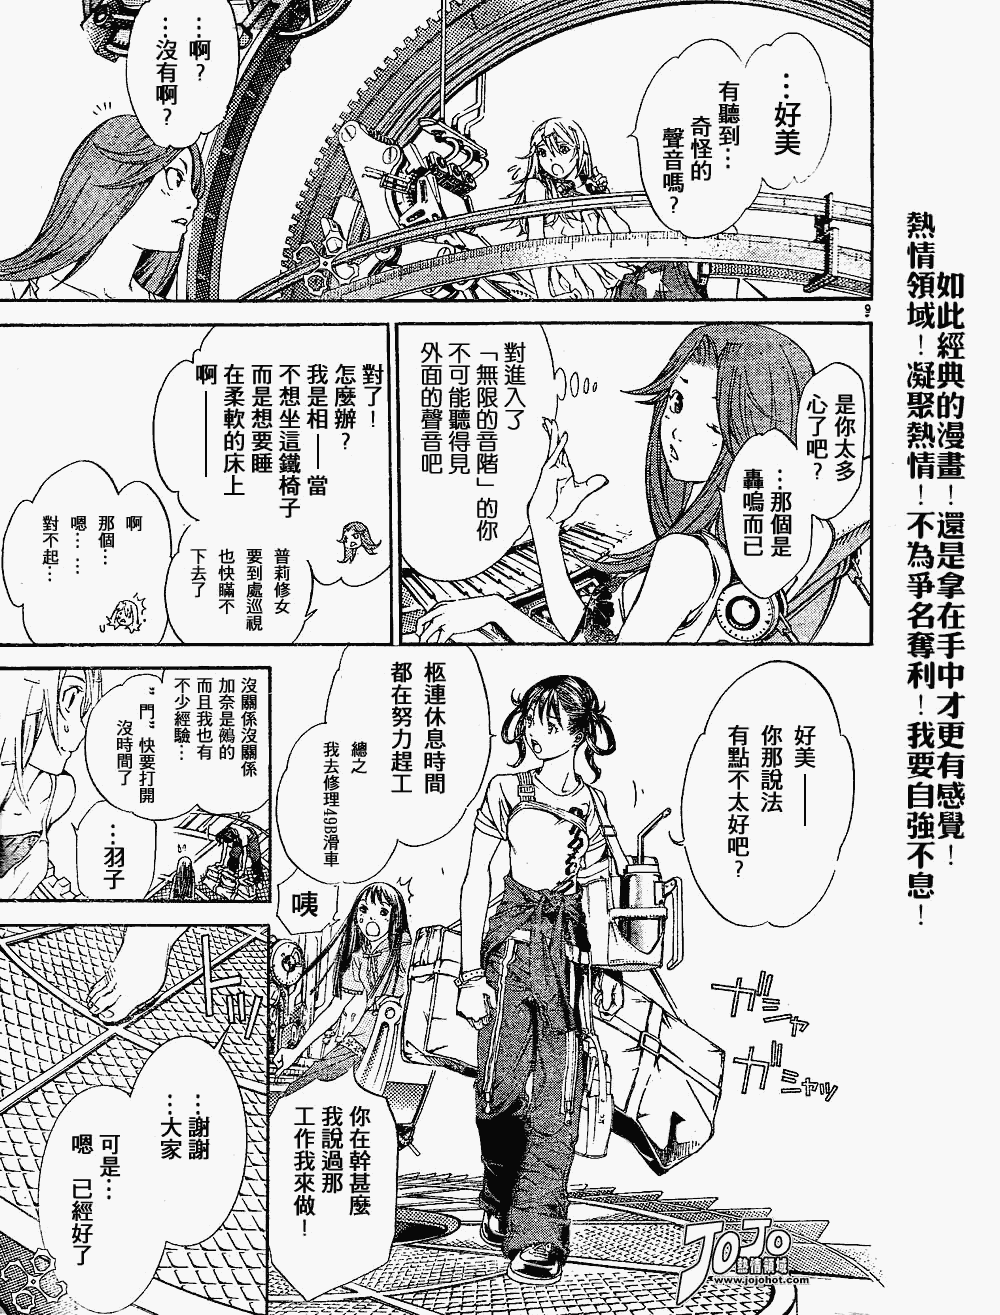 …好美
有聽到…
奇怪的
聲音嗎？
…啊？
…沒有啊？
9
是你太多
心了吧？
…那個是
轟嗚而已
對進入了
「無限的音階」的你
不可能聽得見
外面的聲音吧
對了！
怎麼辦？
我是相——當
不想坐這鐵椅子
而是想要睡
在柔軟的床上
啊——
普莉修女
要到處巡視
也快瞞不
下去了
啊
那個…
嗯……
對不起…
好美——
你那說法
有點不太好吧？
柩連休息時間
都在努力趕工
總之
我去修理49B滑車
咦
ガガシャ
ガガシャッ
你在幹甚麼
我說過那
工作我來做！
沒關係沒關係
加奈是鵺的
而且我也有
不少經驗…
〝門〞快要打開
沒時間了
…羽子
トッ
…謝謝
…大家
可是…
嗯　已經好了
如此經典的漫畫！還是拿在手中才更有感覺！
熱情領域！凝聚熱情！不為爭名奪利！我要自強不息！
JOJO
熱情領域
www.jojohot.com